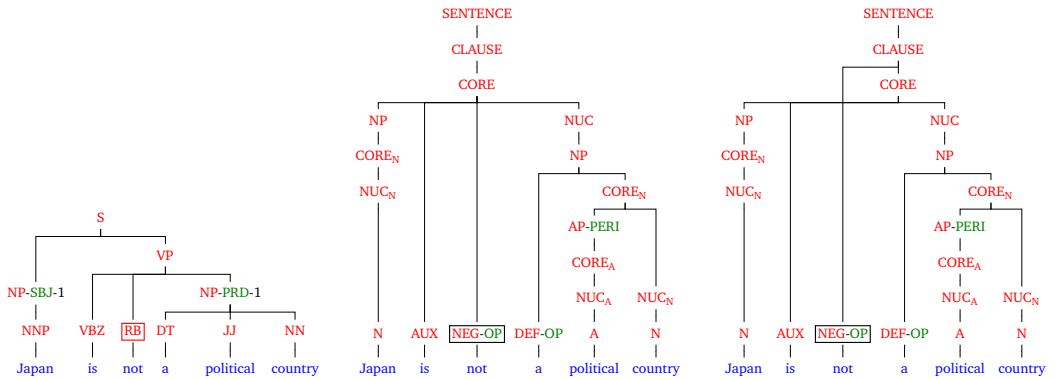 SENTENCE SENTENCE
CLAUSE CLAUSE
CORE CORE
NP NUC NP NUC
CORE_N NP CORE_N NP
NUC_N CORE_N NUC_N CORE_N
S AP-PERI AP-PERI
VP CORE_A CORE_A
NP-SBJ-1 NP-PRD-1 NUC_A NUC_N NUC_A NUC_N
NNP VBZ RB DT JJ NN N AUX NEG-OP DEF-OP A N N AUX NEG-OP DEF-OP A N
Japan is not a political country Japan is not a political country Japan is not a political country